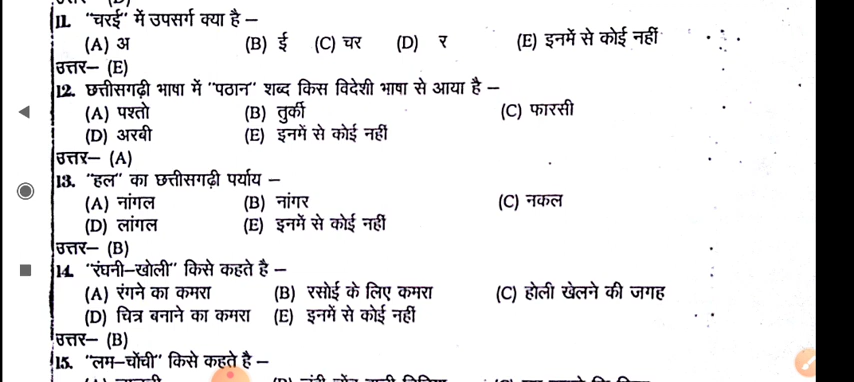 11. "चरई" में उपसर्ग क्या है –
(A) अ (B) ई (C) चर (D) र (E) इनमें से कोई नहीं
उत्तर– (E)
12. छत्तीसगढ़ी भाषा में "पठान" शब्द किस विदेशी भाषा से आया है –
(A) पश्तो (B) तुर्की (C) फारसी
(D) अरबी (E) इनमें से कोई नहीं
उत्तर– (A)
13. "हल" का छत्तीसगढ़ी पर्याय –
(A) नांगल (B) नांगर (C) नकल
(D) लांगल (E) इनमें से कोई नहीं
उत्तर– (B)
14. "रंघनी–खोली" किसे कहते है –
(A) रंगने का कमरा (B) रसोई के लिए कमरा (C) होली खेलने की जगह
(D) चित्र बनाने का कमरा (E) इनमें से कोई नहीं
उत्तर– (B)
15. "लम–चोंची" किसे कहते है –